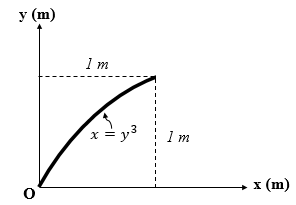 y (m)
1 m
x = y³
1 m
O
x (m)